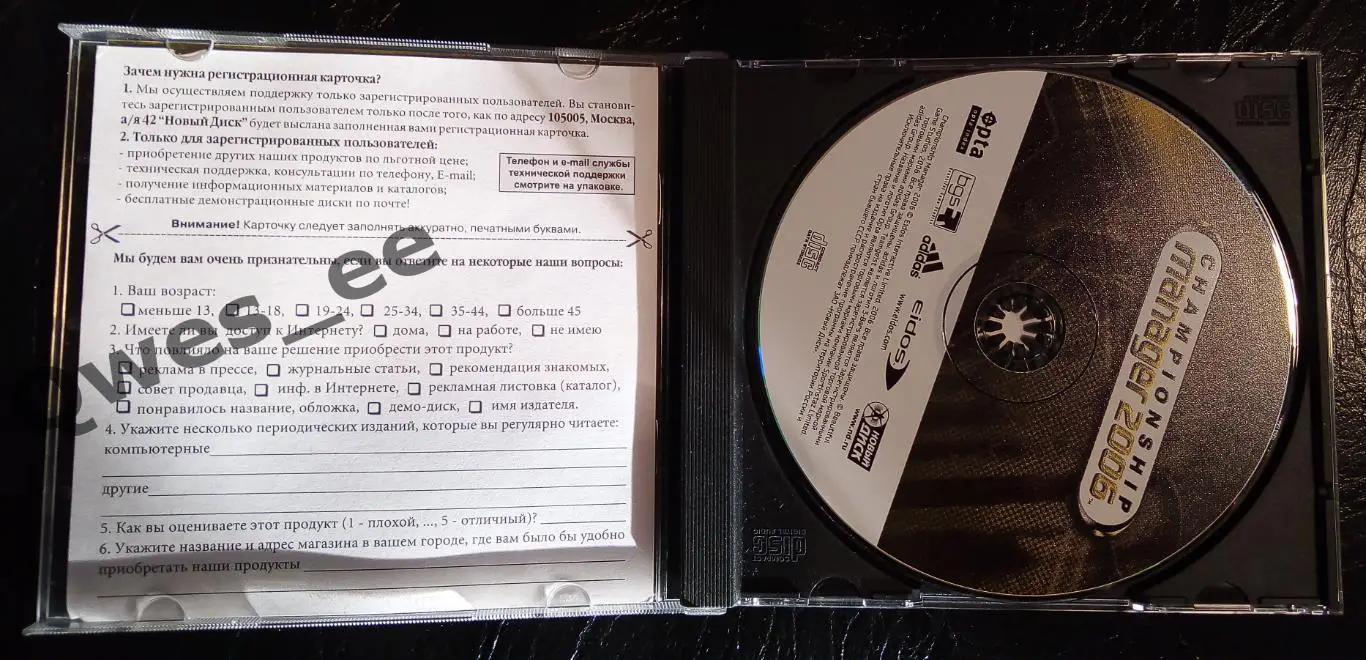 Зачем нужна регистрационная карточка?
1. Мы осуществляем поддержку только зарегистрированных пользователей. Вы станови-
тесь зарегистрированным пользователем только после того, как по адресу 105005, Москва,
а/я 42 “Новый Диск” будет выслана заполненная вами регистрационная карточка.
2. Только для зарегистрированных пользователей:
- приобретение других наших продуктов по льготной цене;
- техническая поддержка, консультации по телефону, E-mail;
- получение информационных материалов и каталогов;
- бесплатные демонстрационные диски по почте!
Телефон и e-mail службы
технической поддержки
смотрите на упаковке.
Внимание! Карточку следует заполнять аккуратно, печатными буквами.
Мы будем вам очень признательны, если вы ответите на некоторые наши вопросы:
1. Ваш возраст:
меньше 13, 13-18, 19-24, 25-34, 35-44, больше 45
2. Имеете ли вы доступ к Интернету? дома, на работе, не имею
3. Что повлияло на ваше решение приобрести этот продукт?
реклама в прессе, журнальные статьи, рекомендация знакомых,
совет продавца, инф. в Интернете, рекламная листовка (каталог),
понравилось название, обложка, демо-диск, имя издателя.
4. Укажите несколько периодических изданий, которые вы регулярно читаете:
компьютерные
другие
5. Как вы оцениваете этот продукт (1 - плохой, ..., 5 - отличный)?
6. Укажите название и адрес магазина в вашем городе, где вам было бы удобно
приобретать наши продукты
qwes_ee
CHAMPIONSHIP
manager 2006
TM
opta
bgs
adidas
eidos
www.eidos.com
НОВЫЙ
ДИСК
www.nd.ru
COMPACT
disc
DIGITAL AUDIO